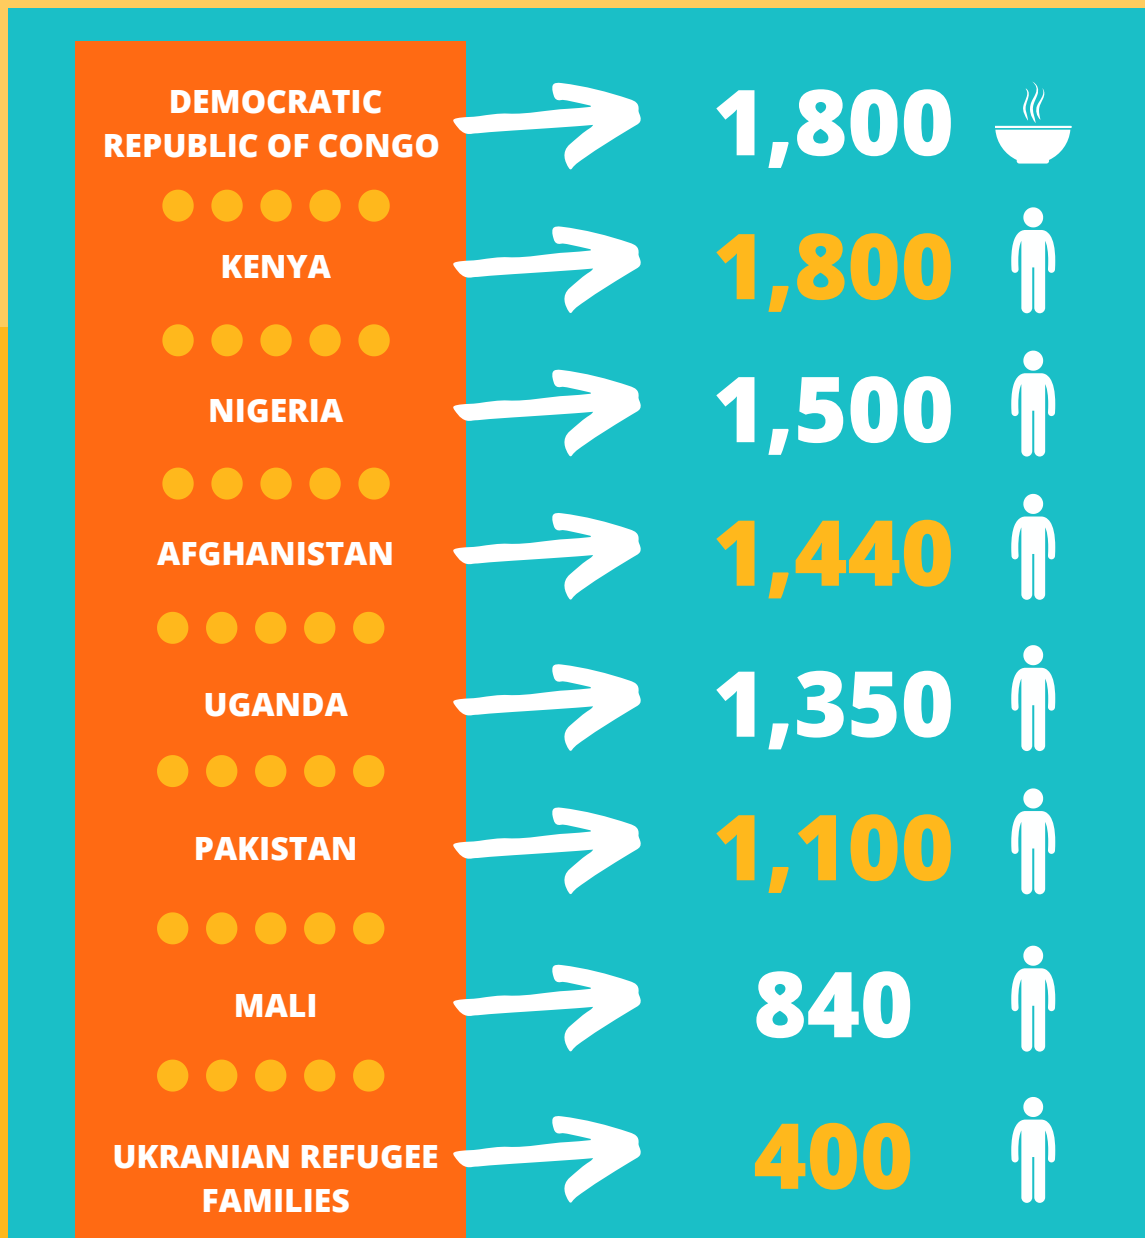 DEMOCRATIC
REPUBLIC OF CONGO
1,800
KENYA
1,800
NIGERIA
1,500
AFGHANISTAN
1,440
UGANDA
1,350
PAKISTAN
1,100
MALI
840
UKRANIAN REFUGEE
FAMILIES
400